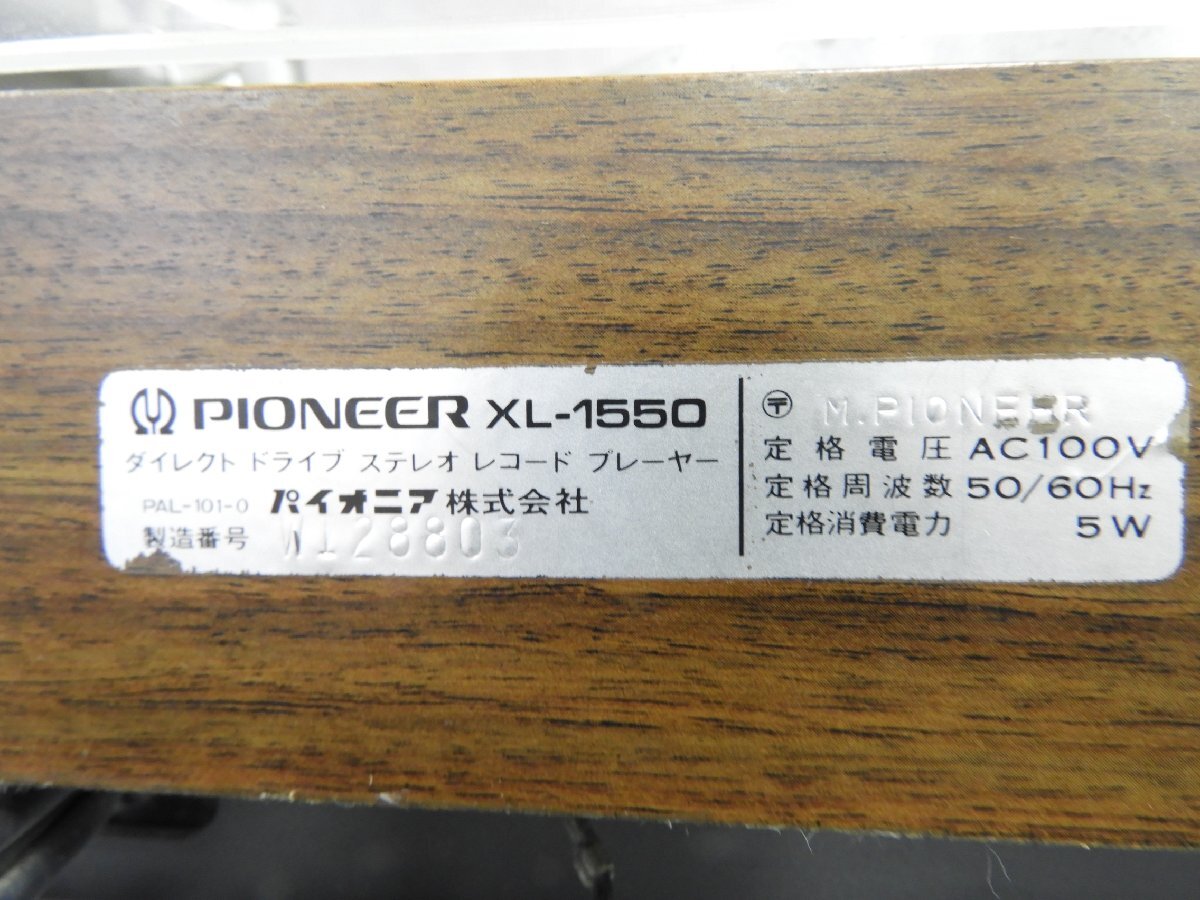 PIONEER XL-1550
ダイレクト ドライブ ステレオ レコード プレーヤー
PAL-101-0 パイオニア株式会社
製造番号 W128803
〒 M.PIONEER
定格電圧 AC100V
定格周波数 50/60Hz
定格消費電力 5W